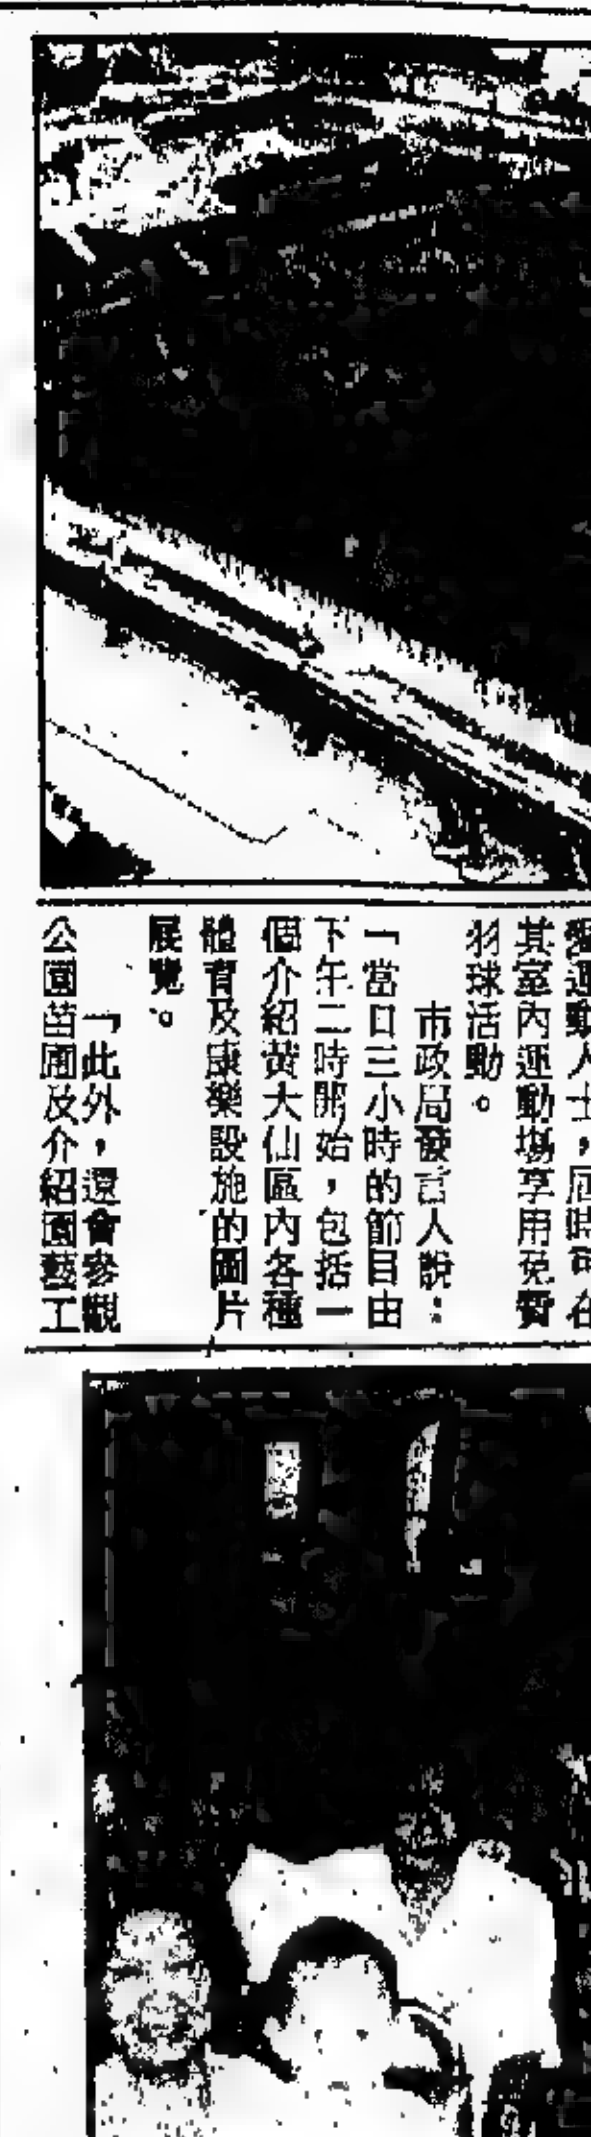 運動人士，屆時可在
其室內運動場享用免費
羽球活動。
市政局發言人說：
「當日三小時的節目由
下午二時開始，包括一
個介紹黃大仙區內各種
體育及康樂設施的圖片
展覽。
「此外，還會參觀
公園苗圃及介紹園藝工